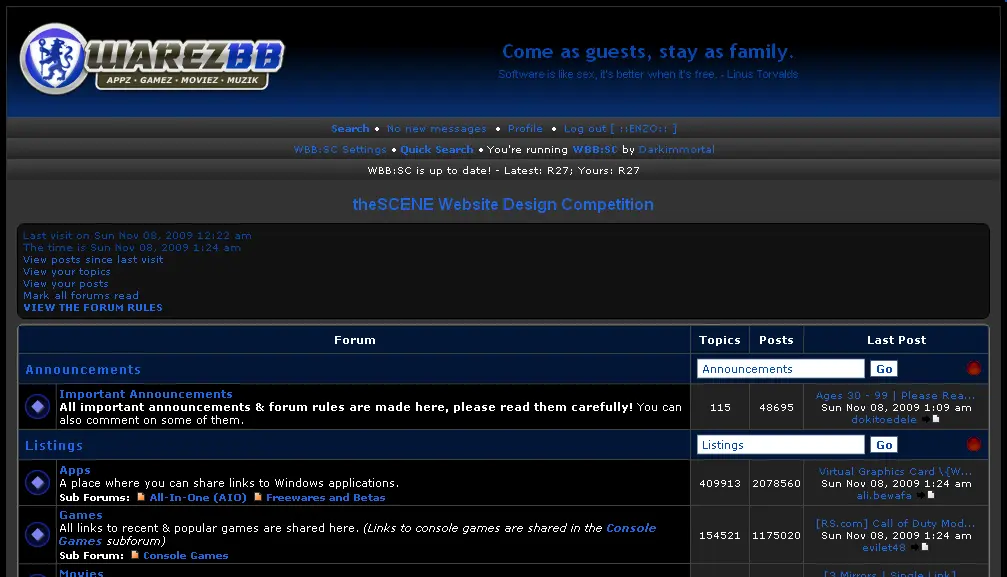 WAREZBB
APPZ • GAMEZ • MOVIEZ • MUZIK
Come as guests, stay as family.
Software is like sex, it's better when it's free. - Linus Torvalds
Search • No new messages • Profile • Log out [ ::ENZO:: ]
WBB:SC Settings • Quick Search • You're running WBB:SC by Darkimmortal
WBB:SC is up to date! - Latest: R27; Yours: R27
theSCENE Website Design Competition
Last visit on Sun Nov 08, 2009 12:22 am
The time is Sun Nov 08, 2009 1:24 am
View posts since last visit
View your topics
View your posts
Mark all forums read
VIEW THE FORUM RULES
Forum Topics Posts Last Post
Announcements Announcements Go
Important Announcements
All important announcements & forum rules are made here, please read them carefully! You can
also comment on some of them.
115 48695
Ages 30 - 99 | Please Rea...
Sun Nov 08, 2009 1:09 am
dokitoedele
Listings Listings Go
Apps
A place where you can share links to Windows applications.
Sub Forums: All-In-One (AIO) Freewares and Betas
409913 2078560
Virtual Graphics Card \{W...
Sun Nov 08, 2009 1:24 am
ali.bewafa
Games
All links to recent & popular games are shared here. (Links to console games are shared in the Console
Games subforum)
Sub Forum: Console Games
154521 1175020
[RS.com] Call of Duty Mod...
Sun Nov 08, 2009 1:24 am
evilet48
Movies
[3 Mirrors | Single Link]